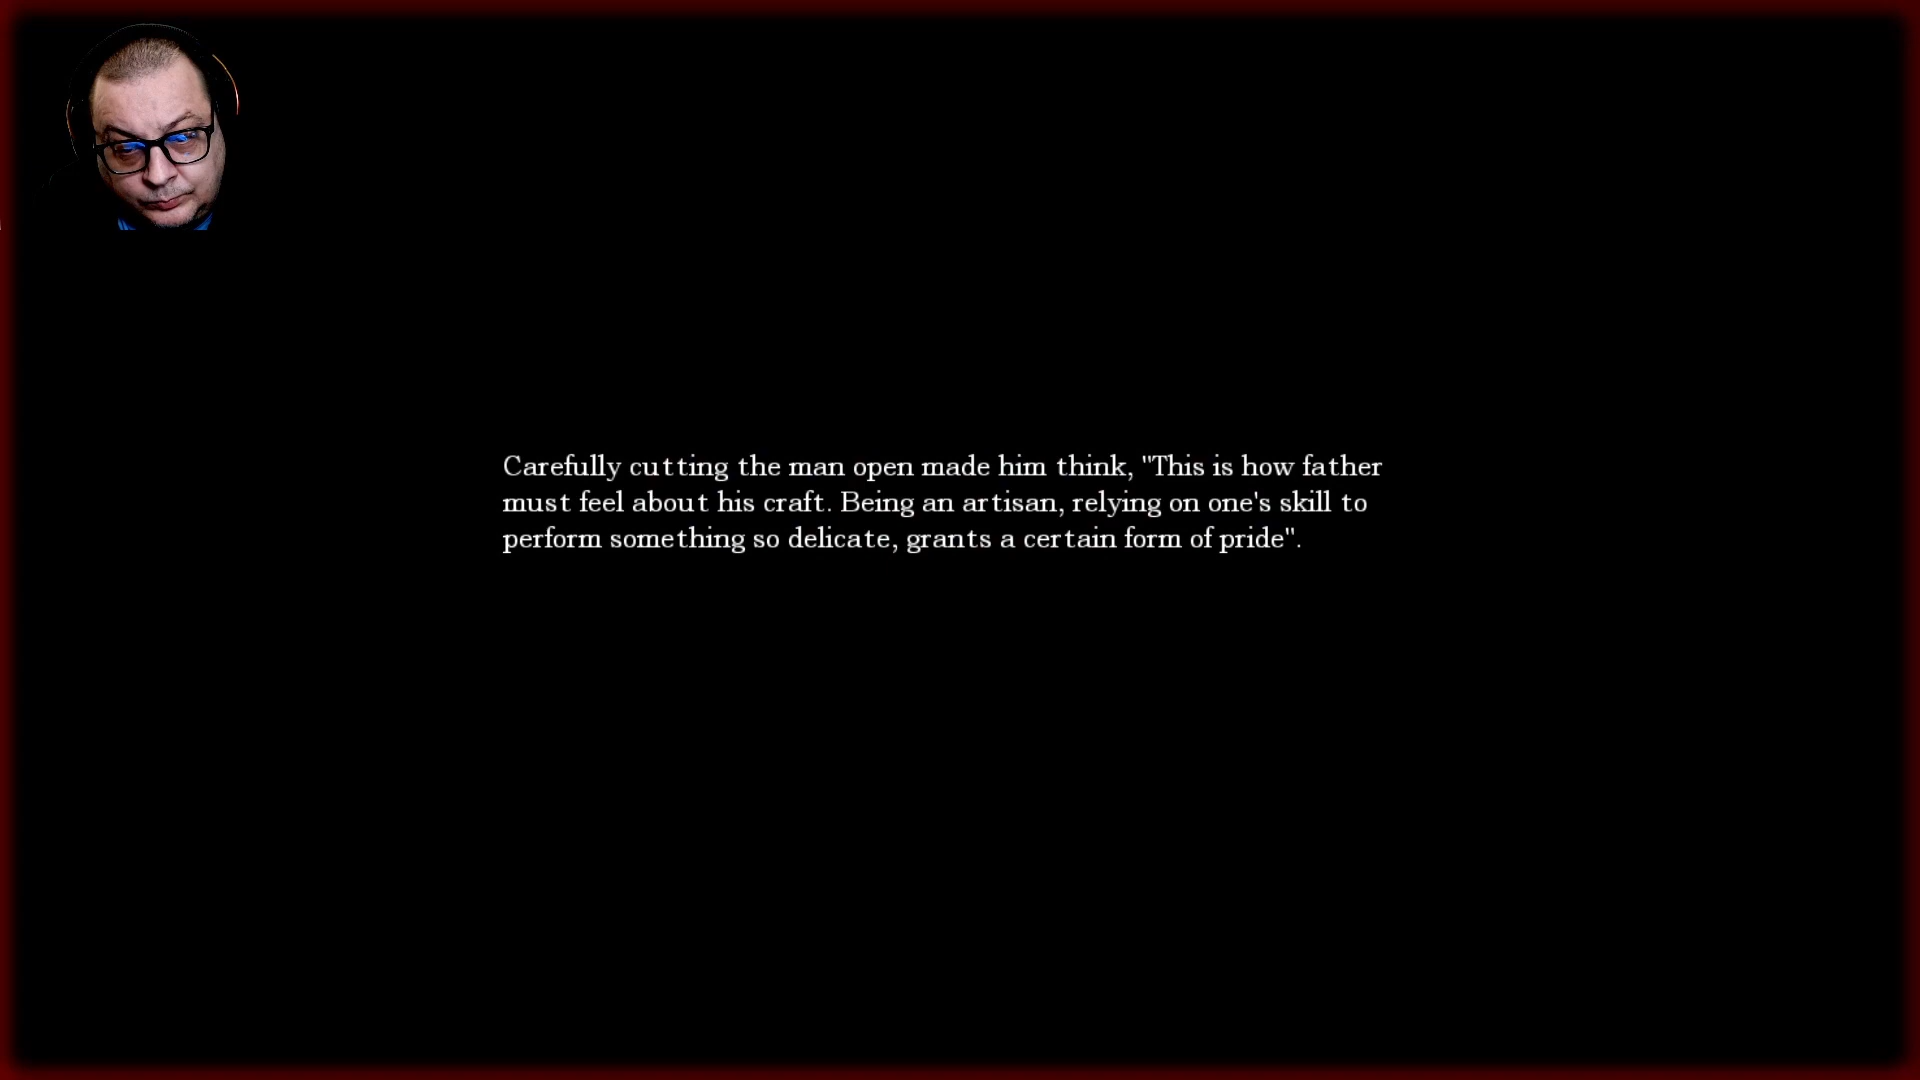 Carefully cutting the man open made him think, "This is how father
must feel about his craft. Being an artisan, relying on one's skill to
perform something so delicate, grants a certain form of pride".